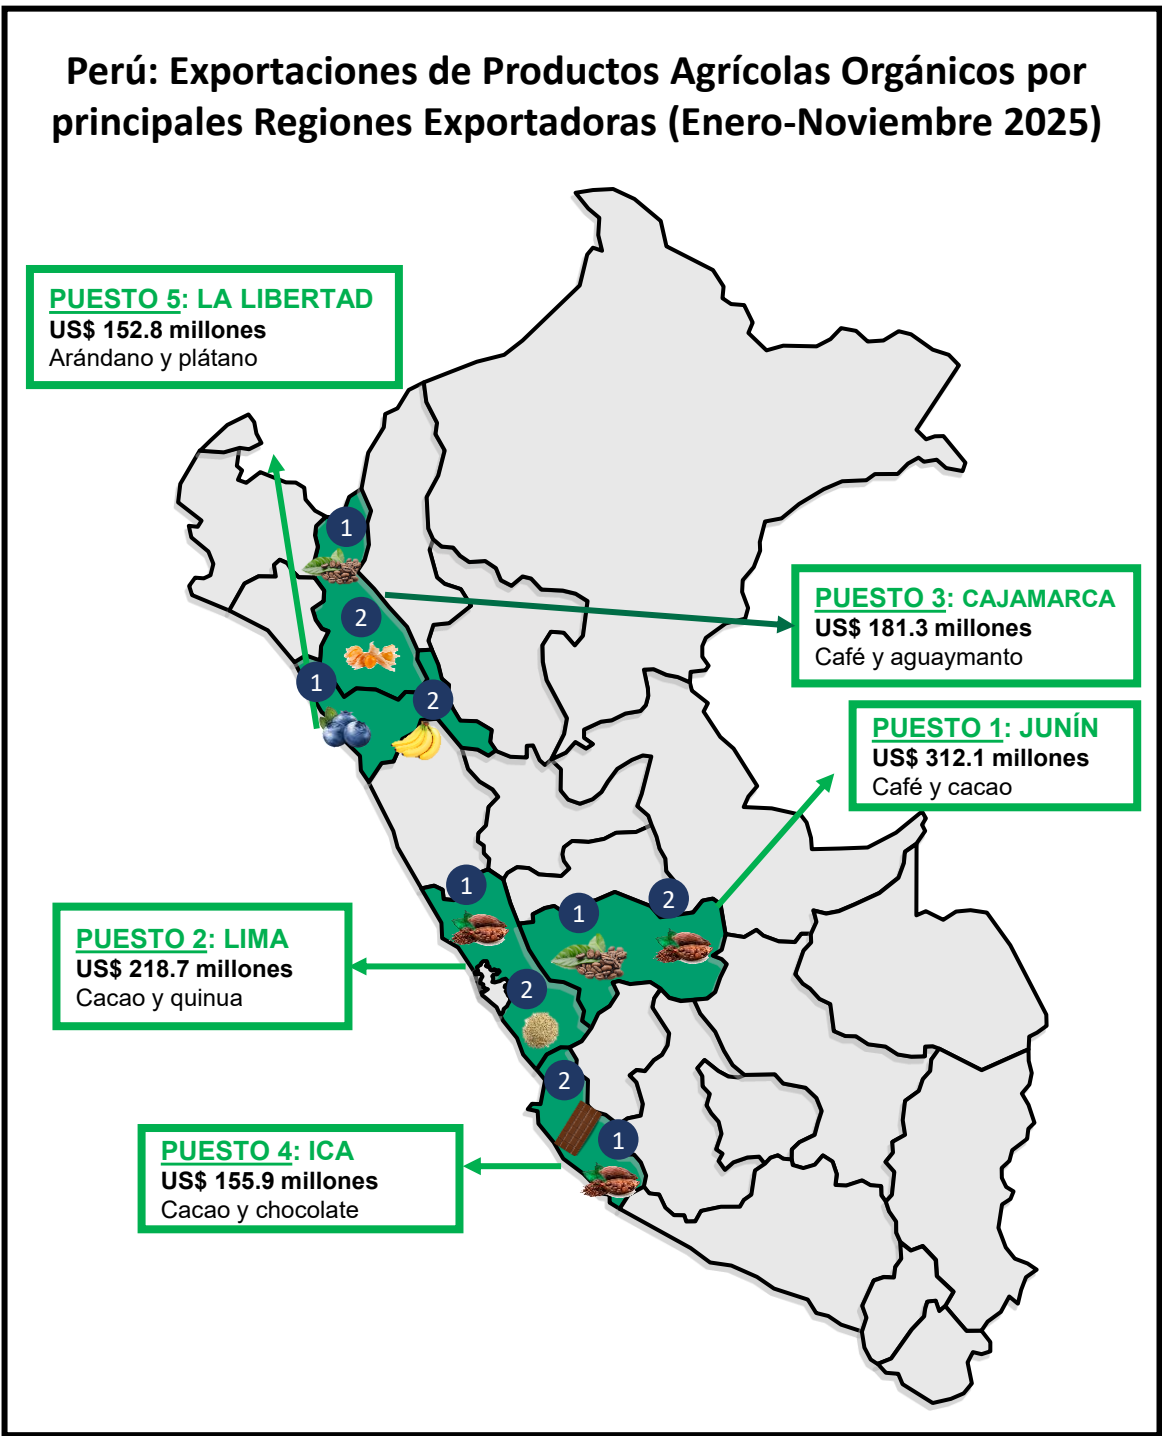 Perú: Exportaciones de Productos Agrícolas Orgánicos por
principales Regiones Exportadoras (Enero-Noviembre 2025)
PUESTO 5: LA LIBERTAD
US$ 152.8 millones
Arándano y plátano
1
2
PUESTO 3: CAJAMARCA
US$ 181.3 millones
Café y aguaymanto
1
2
PUESTO 1: JUNÍN
US$ 312.1 millones
Café y cacao
1
2
1
2
PUESTO 2: LIMA
US$ 218.7 millones
Cacao y quinua
2
2
1
PUESTO 4: ICA
US$ 155.9 millones
Cacao y chocolate